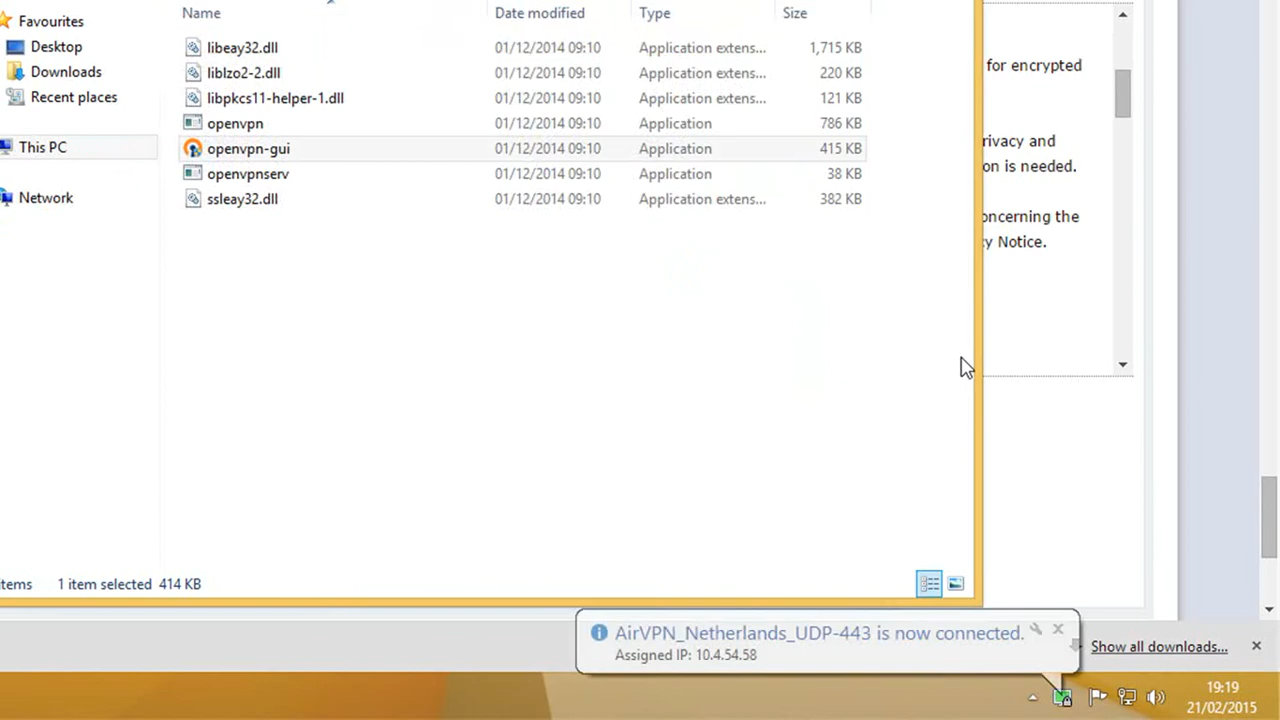 Name Date modified Type Size
Favourites
Desktop
Downloads
Recent places
This PC
Network
libeay32.dll 01/12/2014 09:10 Application extens... 1,715 KB
liblzo2-2.dll 01/12/2014 09:10 Application extens... 220 KB
libpkcs11-helper-1.dll 01/12/2014 09:10 Application extens... 121 KB
openvpn 01/12/2014 09:10 Application 786 KB
openvpn-gui 01/12/2014 09:10 Application 415 KB
openvpnserv 01/12/2014 09:10 Application 38 KB
ssleay32.dll 01/12/2014 09:10 Application extens... 382 KB
for encrypted
rivacy and
on is needed.
oncerning the
cy Notice.
items 1 item selected 414 KB
AirVPN_Netherlands_UDP-443 is now connected.
Assigned IP: 10.4.54.58
Show all downloads...
19:19
21/02/2015